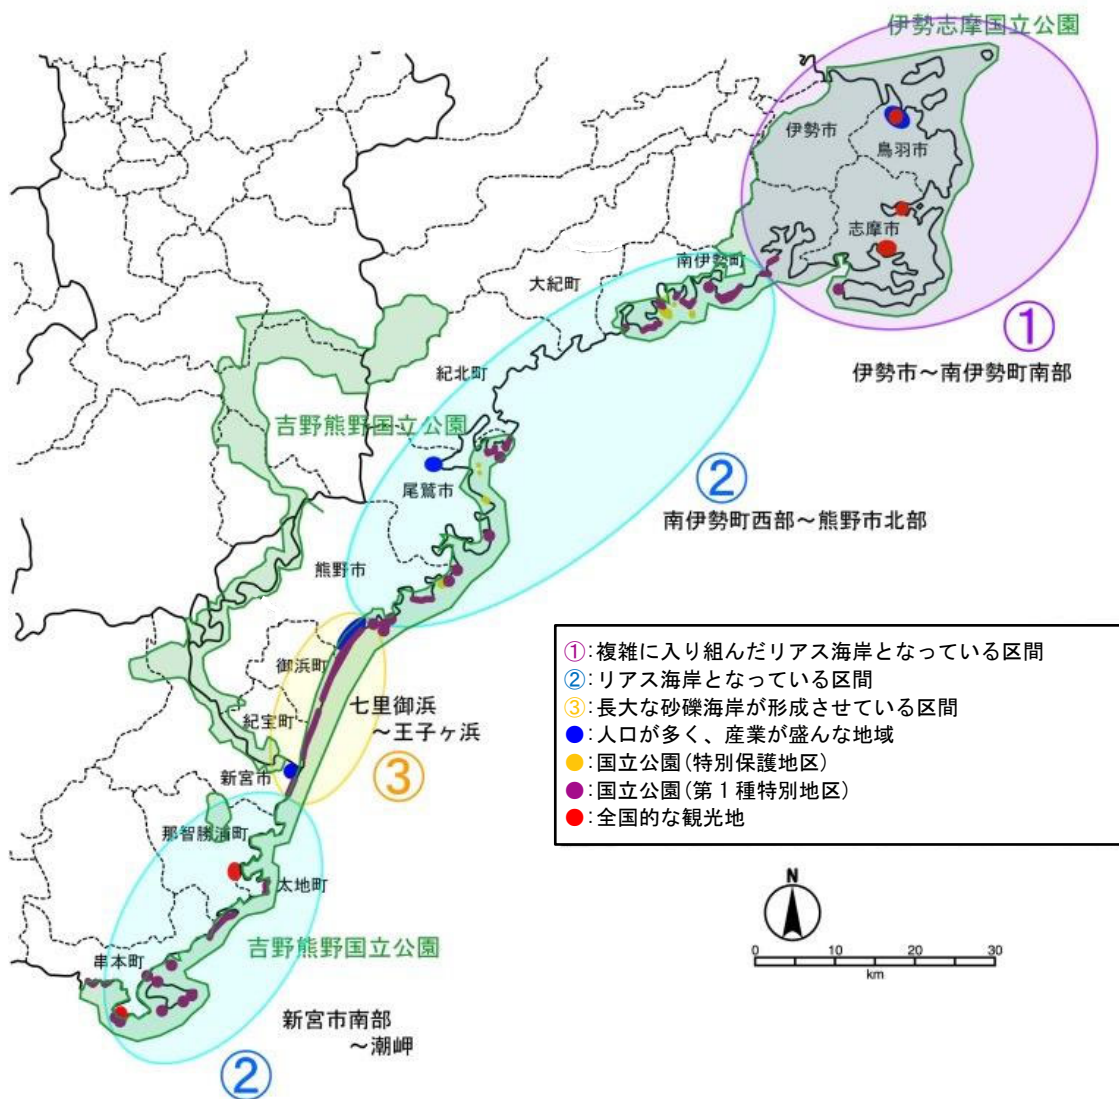 伊勢志摩国立公園
伊勢市
鳥羽市
志摩市
南伊勢町
大紀町
①
伊勢市～南伊勢町南部
紀北町
吉野熊野国立公園
尾鷲市
②
南伊勢町西部～熊野市北部
熊野市
御浜町
七里御浜
～王子ヶ浜
紀宝町
③
新宮市
①:複雑に入り組んだリアス海岸となっている区間
②:リアス海岸となっている区間
③:長大な砂礫海岸が形成させている区間
●:人口が多く、産業が盛んな地域
●:国立公園(特別保護地区)
●:国立公園(第１種特別地区)
●:全国的な観光地
那智勝浦町
太地町
吉野熊野国立公園
串本町
新宮市南部
～潮岬
②
N
0 10 20 30
km